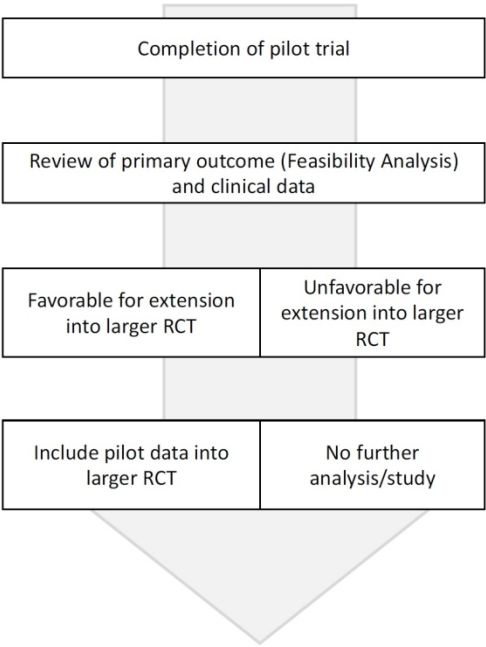 Completion of pilot trial
Review of primary outcome (Feasibility Analysis)
and clinical data
Favorable for extension
into larger RCT
Unfavorable for
extension into larger
RCT
Include pilot data into
larger RCT
No further
analysis/study